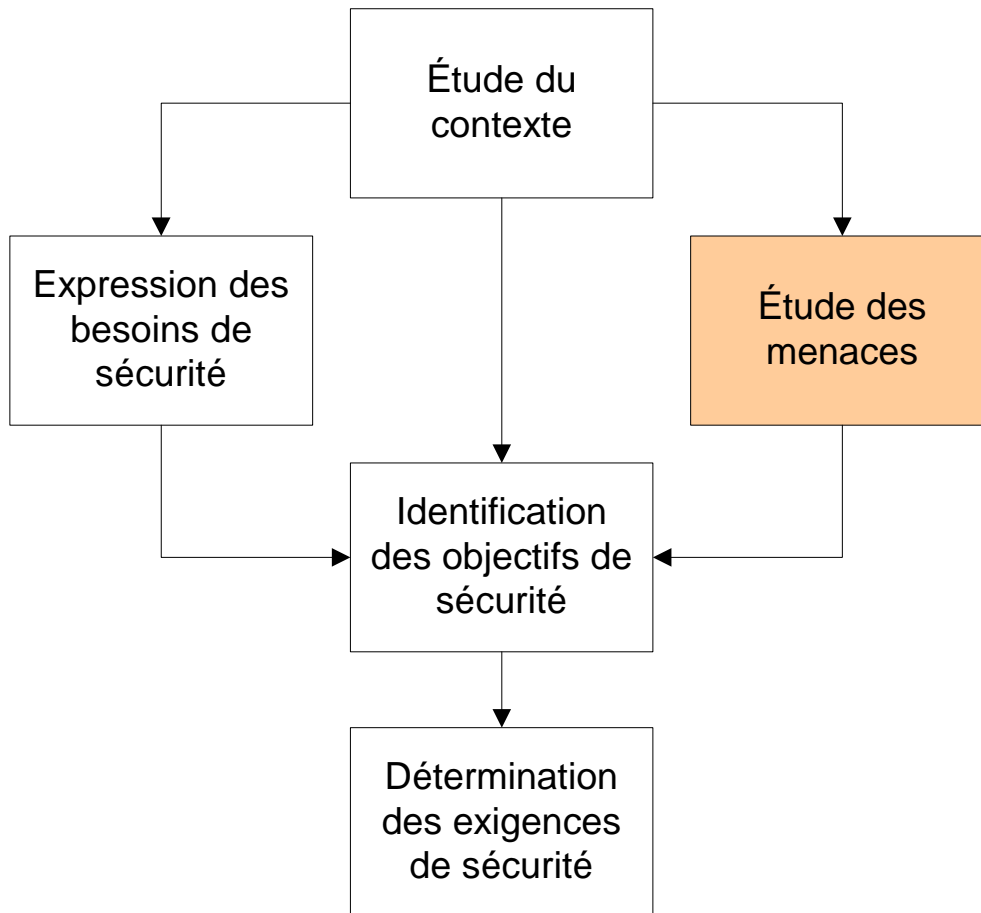 Étude du
contexte
Expression des
besoins de
sécurité
Étude des
menaces
Identification
des objectifs de
sécurité
Détermination
des exigences
de sécurité